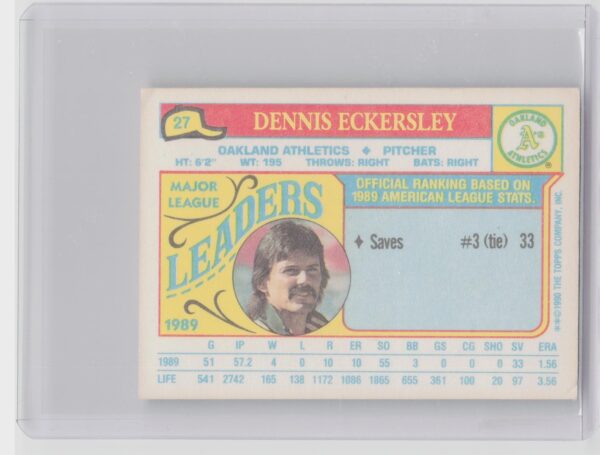 27
DENNIS ECKERSLEY
OAKLAND ATHLETICS ♦ PITCHER
HT: 6'2" WT: 195 THROWS: RIGHT BATS: RIGHT
OAKLAND
A's
ATHLETICS
®
MAJOR
LEAGUE
LEADERS
1989
OFFICIAL RANKING BASED ON
1989 AMERICAN LEAGUE STATS.
♦ Saves #3 (tie) 33
**©1990 THE TOPPS COMPANY, INC.
G IP W L R ER SO BB GS CG SHO SV ERA
1989 51 57.2 4 0 10 10 55 3 0 0 0 33 1.56
LIFE 541 2742 165 138 1172 1086 1865 655 361 100 20 97 3.56